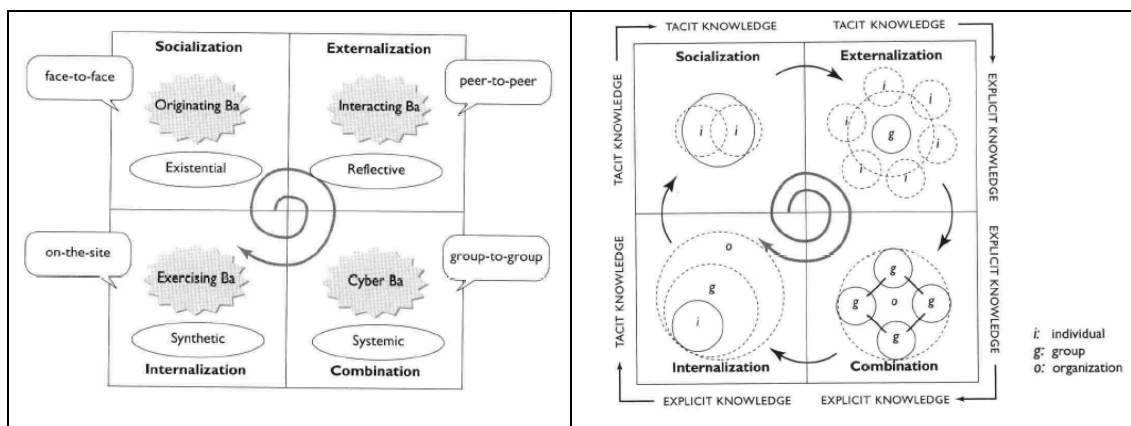 Socialization
Externalization
face-to-face
peer-to-peer
Originating Ba
Interacting Ba
Existential
Reflective
on-the-site
group-to-group
Exercising Ba
Cyber Ba
Synthetic
Systemic
Internalization
Combination
TACIT KNOWLEDGE
TACIT KNOWLEDGE
Socialization
Externalization
TACIT KNOWLEDGE
EXPLICIT KNOWLEDGE
i
i
i
i
i
i
i
i
g
TACIT KNOWLEDGE
EXPLICIT KNOWLEDGE
o
g
i
g
g
o
g
g
Internalization
Combination
EXPLICIT KNOWLEDGE
EXPLICIT KNOWLEDGE
i: individual
g: group
o: organization